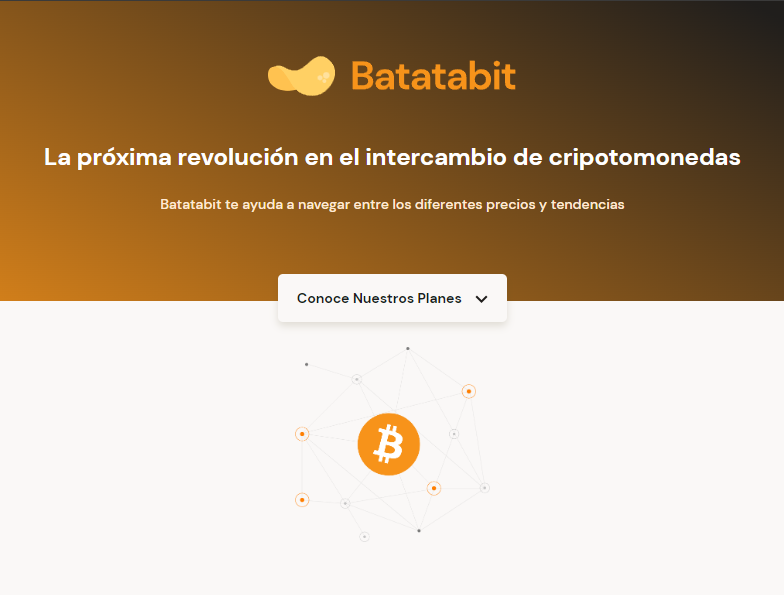 Batatabit
La próxima revolución en el intercambio de criptomonedas
Batatabit te ayuda a navegar entre los diferentes precios y tendencias
Conoce Nuestros Planes